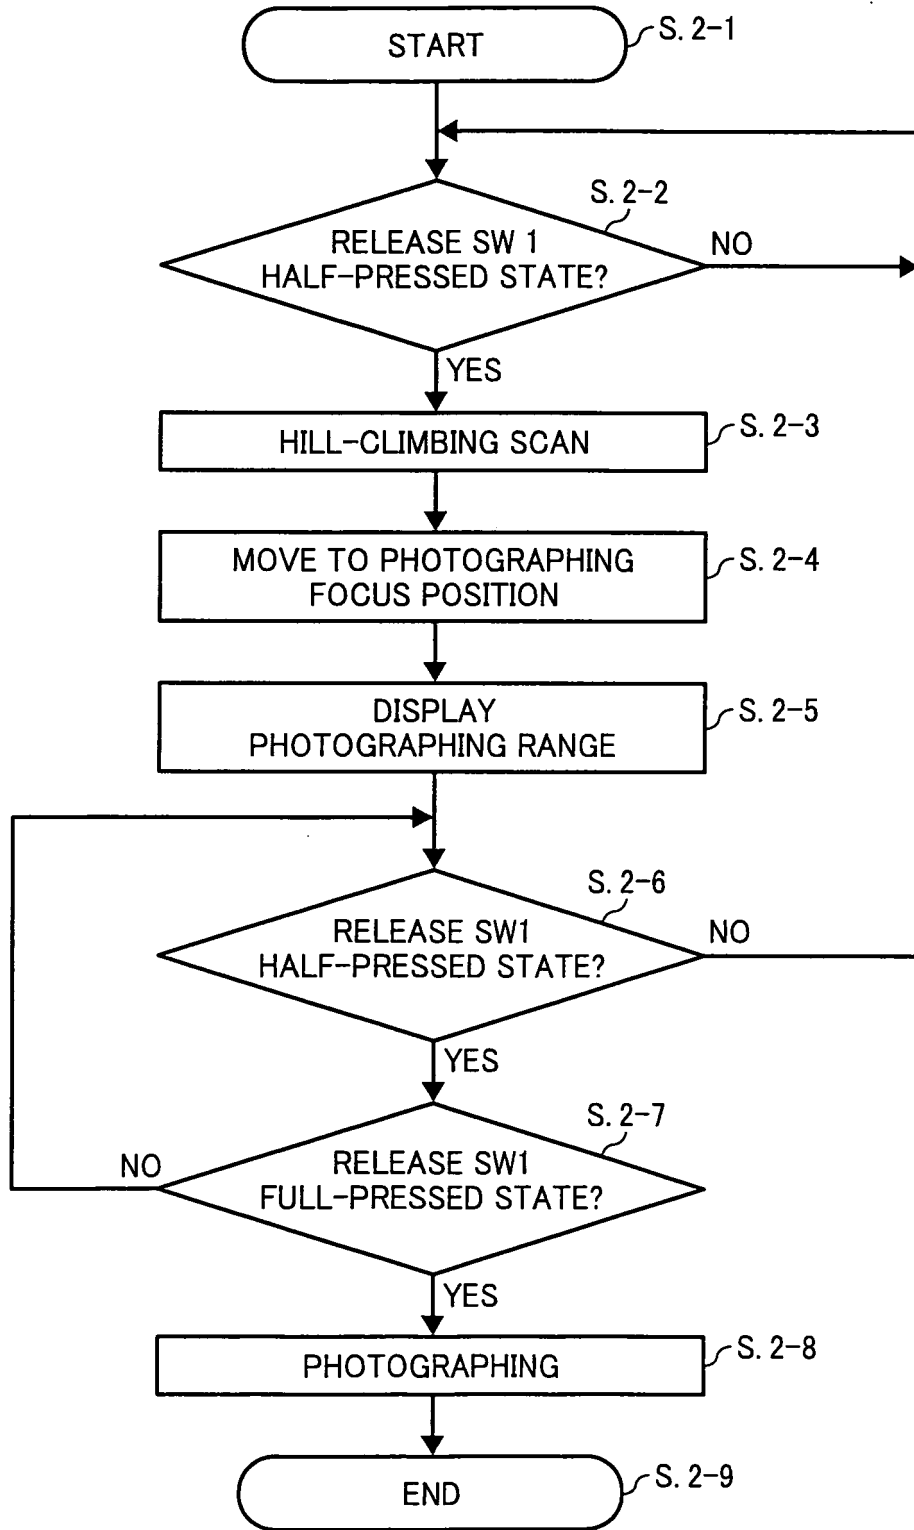 START
S.2-1
S.2-2
RELEASE SW 1
HALF-PRESSED STATE?
NO
YES
HILL-CLIMBING SCAN
S.2-3
MOVE TO PHOTOGRAPHING
FOCUS POSITION
S.2-4
DISPLAY
PHOTOGRAPHING RANGE
S.2-5
S.2-6
RELEASE SW1
HALF-PRESSED STATE?
NO
YES
S.2-7
NO
RELEASE SW1
FULL-PRESSED STATE?
YES
PHOTOGRAPHING
S.2-8
END
S.2-9